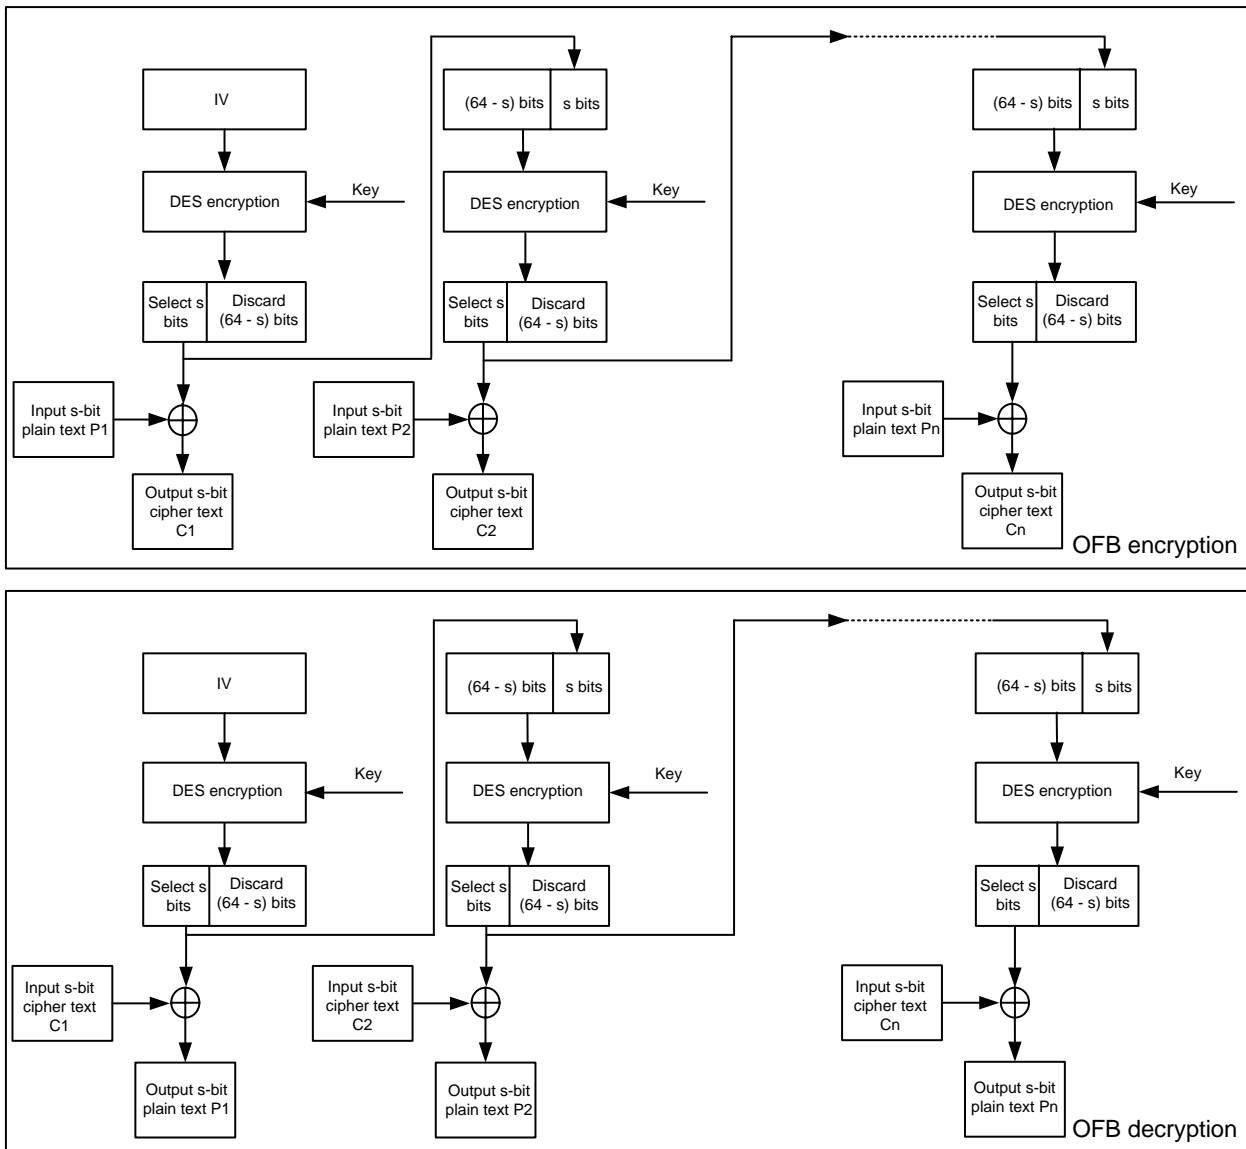 (64 - s) bits
s bits
(64 - s) bits
s bits
IV
DES encryption
Key
DES encryption
Key
DES encryption
Key
Select s
bits
Discard
(64 - s) bits
Select s
bits
Discard
(64 - s) bits
Select s
bits
Discard
(64 - s) bits
Input s-bit
plain text P1
Input s-bit
plain text P2
Input s-bit
plain text Pn
Output s-bit
cipher text
C1
Output s-bit
cipher text
C2
Output s-bit
cipher text
Cn
OFB encryption
IV
(64 - s) bits
s bits
(64 - s) bits
s bits
DES encryption
Key
DES encryption
Key
DES encryption
Key
Select s
bits
Discard
(64 - s) bits
Select s
bits
Discard
(64 - s) bits
Select s
bits
Discard
(64 - s) bits
Input s-bit
cipher text
C1
Input s-bit
cipher text
C2
Input s-bit
cipher text
Cn
Output s-bit
plain text P1
Output s-bit
plain text P2
Output s-bit
plain text Pn
OFB decryption